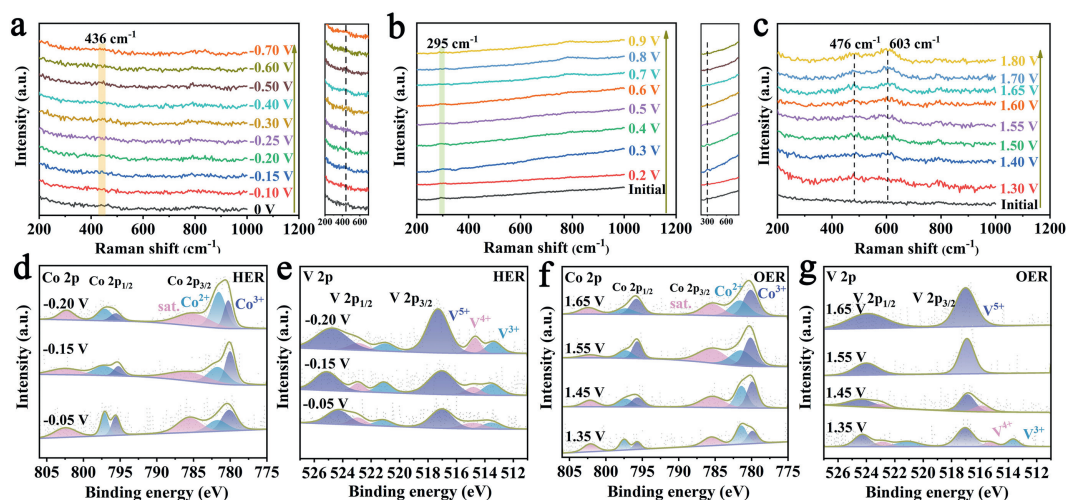 a
436 cm⁻¹
-0.70 V
-0.60 V
-0.50 V
-0.40 V
-0.30 V
-0.25 V
-0.20 V
-0.15 V
-0.10 V
0 V
Intensity (a.u.)
200 400 600 800 1000 1200
Raman shift (cm⁻¹)
200 400 600
b
295 cm⁻¹
0.9 V
0.8 V
0.7 V
0.6 V
0.5 V
0.4 V
0.3 V
0.2 V
Initial
Intensity (a.u.)
200 400 600 800 1000 1200
Raman shift (cm⁻¹)
300 600
c
476 cm⁻¹ 603 cm⁻¹
1.80 V
1.70 V
1.65 V
1.60 V
1.55 V
1.50 V
1.40 V
1.30 V
Initial
Intensity (a.u.)
200 400 600 800 1000 1200
Raman shift (cm⁻¹)
d
Co 2p Co 2p₁/₂ Co 2p₃/₂ HER
sat. Co²⁺ Co³⁺
-0.20 V
-0.15 V
-0.05 V
Intensity (a.u.)
805 800 795 790 785 780 775
Binding energy (eV)
e
V 2p HER
V 2p₁/₂ V 2p₃/₂
V⁵⁺ V⁴⁺ V³⁺
-0.20 V
-0.15 V
-0.05 V
Intensity (a.u.)
526 524 522 520 518 516 514 512 511
Binding energy (eV)
f
Co 2p Co 2p₁/₂ Co 2p₃/₂ OER
sat. Co²⁺ Co³⁺
1.65 V
1.55 V
1.45 V
1.35 V
Intensity (a.u.)
805 800 795 790 785 780 775
Binding energy (eV)
g
V 2p OER
V 2p₁/₂ V 2p₃/₂
V⁵⁺
1.65 V
1.55 V
1.45 V
1.35 V
V⁴⁺ V³⁺
Intensity (a.u.)
526 524 522 519 517 515 513 511
Binding energy (eV)